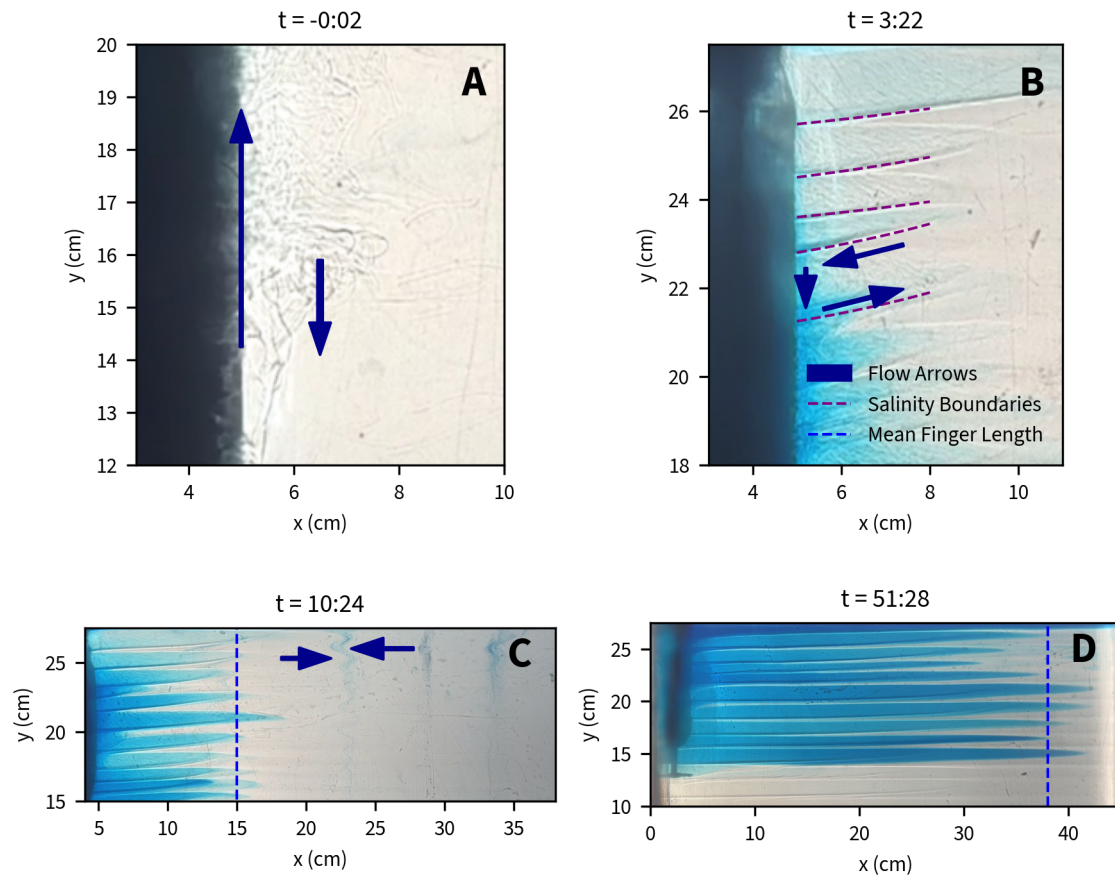 t = -0:02
A
20
19
18
17
16
15
14
13
12
y (cm)
4 6 8 10
x (cm)
t = 3:22
B
26
24
22
20
18
y (cm)
Flow Arrows
Salinity Boundaries
Mean Finger Length
4 6 8 10
x (cm)
t = 10:24
C
25
20
15
y (cm)
5 10 15 20 25 30 35
x (cm)
t = 51:28
D
25
20
15
10
y (cm)
0 10 20 30 40
x (cm)